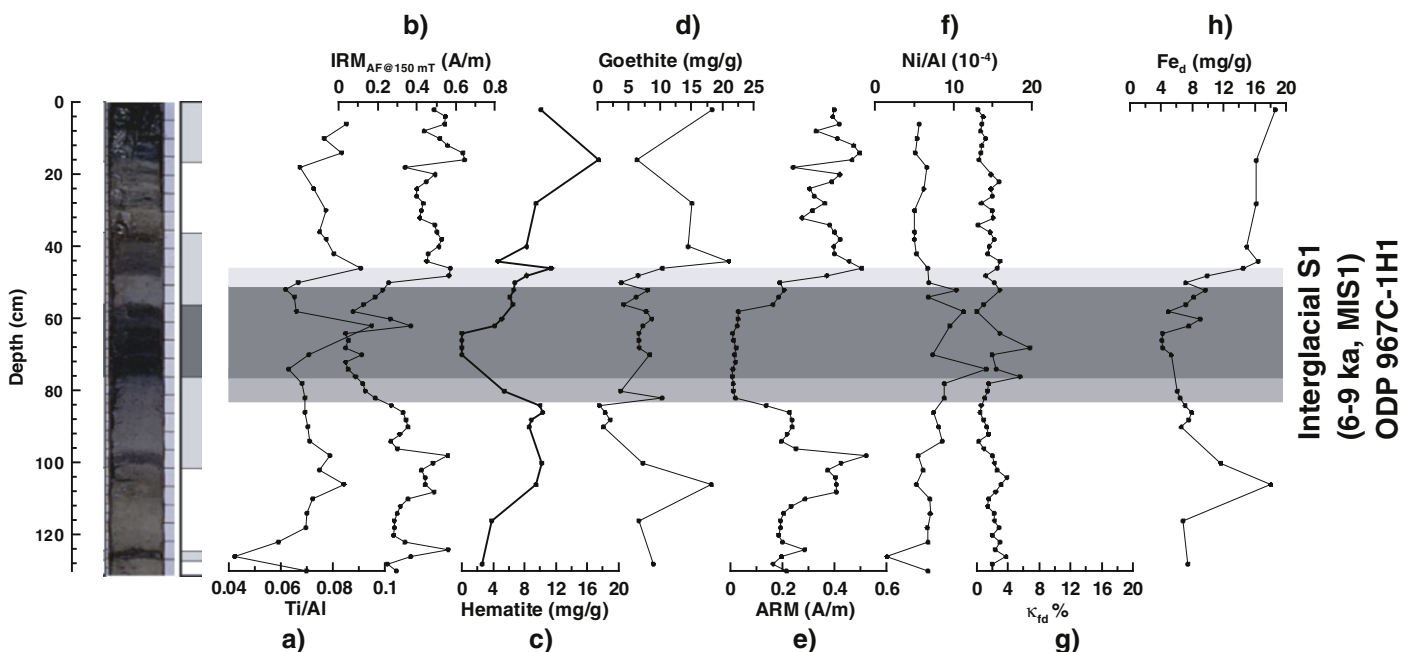 b) d) f) h)
IRM AF@150 mT (A/m) Goethite (mg/g) Ni/Al (10-4) Fed (mg/g)
0 0.2 0.4 0.6 0.8 0 5 10 15 20 25 0 10 20 0 4 8 12 16 20
0
20
40
60
80
100
120
Depth (cm)
Interglacial S1
(6-9 ka, MIS1)
ODP 967C-1H1
0.04 0.06 0.08 0.1 0 4 8 12 16 20 0 0.2 0.4 0.6 0 4 8 12 16 20
Ti/Al Hematite (mg/g) ARM (A/m) κfd %
a) c) e) g)